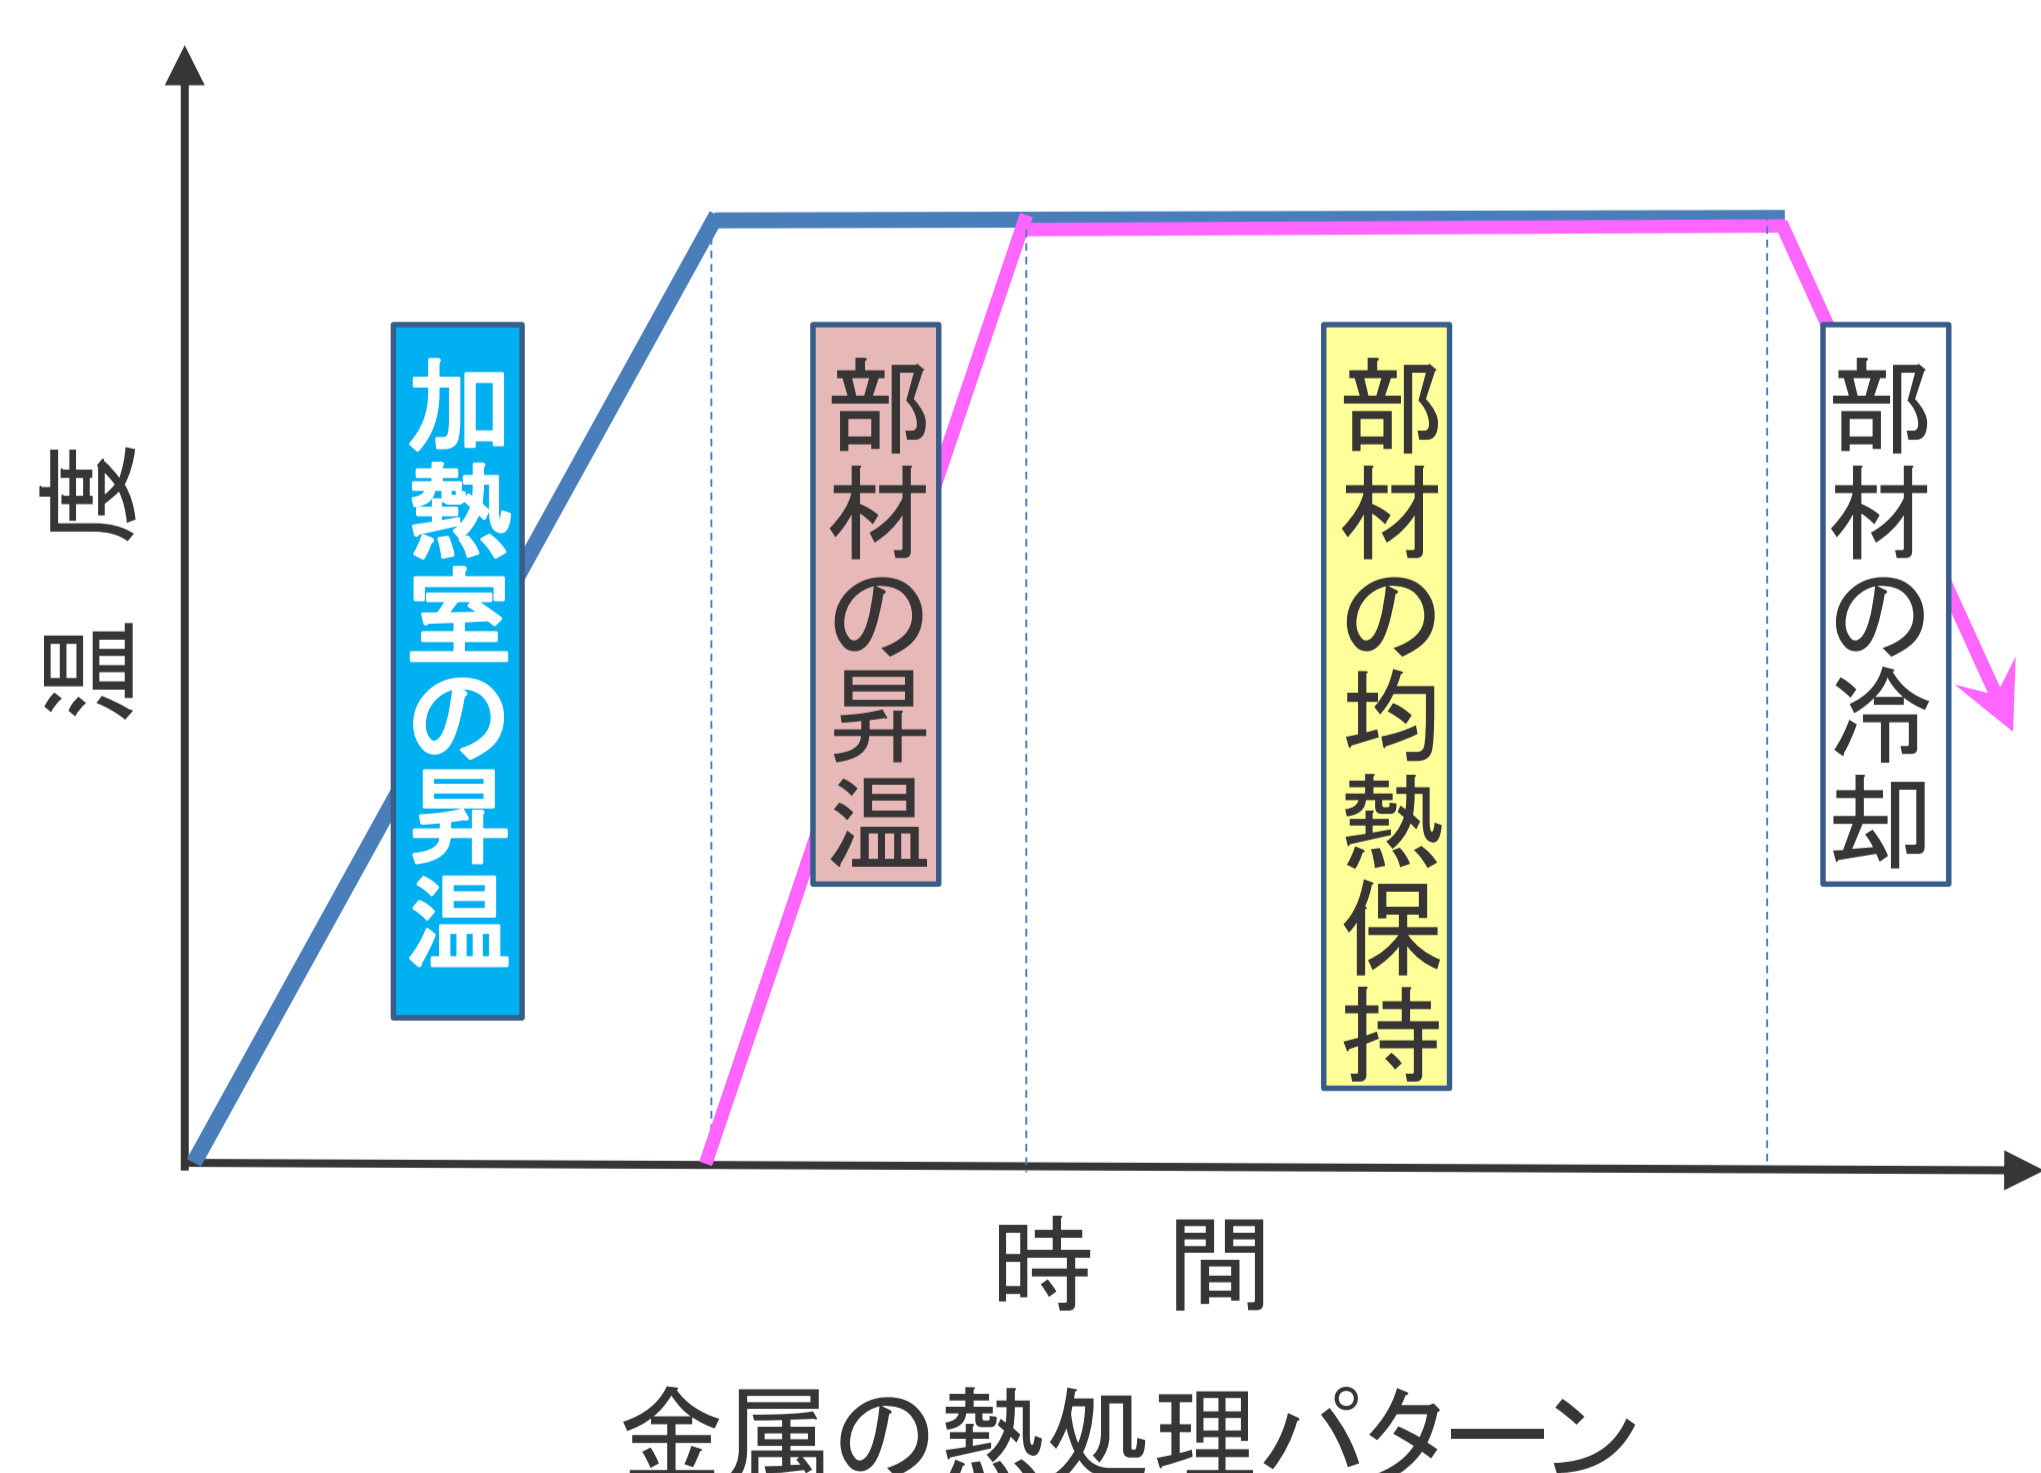 温度
加熱室の昇温
部材の昇温
部材の均熱保持
部材の冷却
時間
金属の熱処理パターン